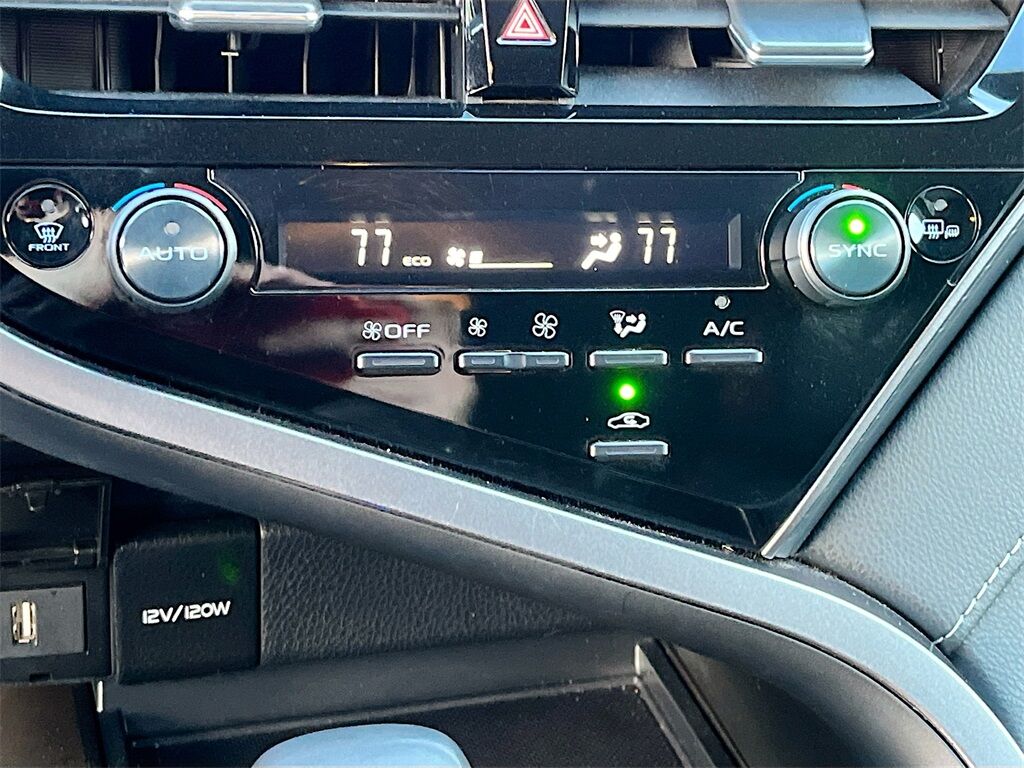 FRONT
AUTO
77 ECO 77
SYNC
OFF
A/C
12V/120W